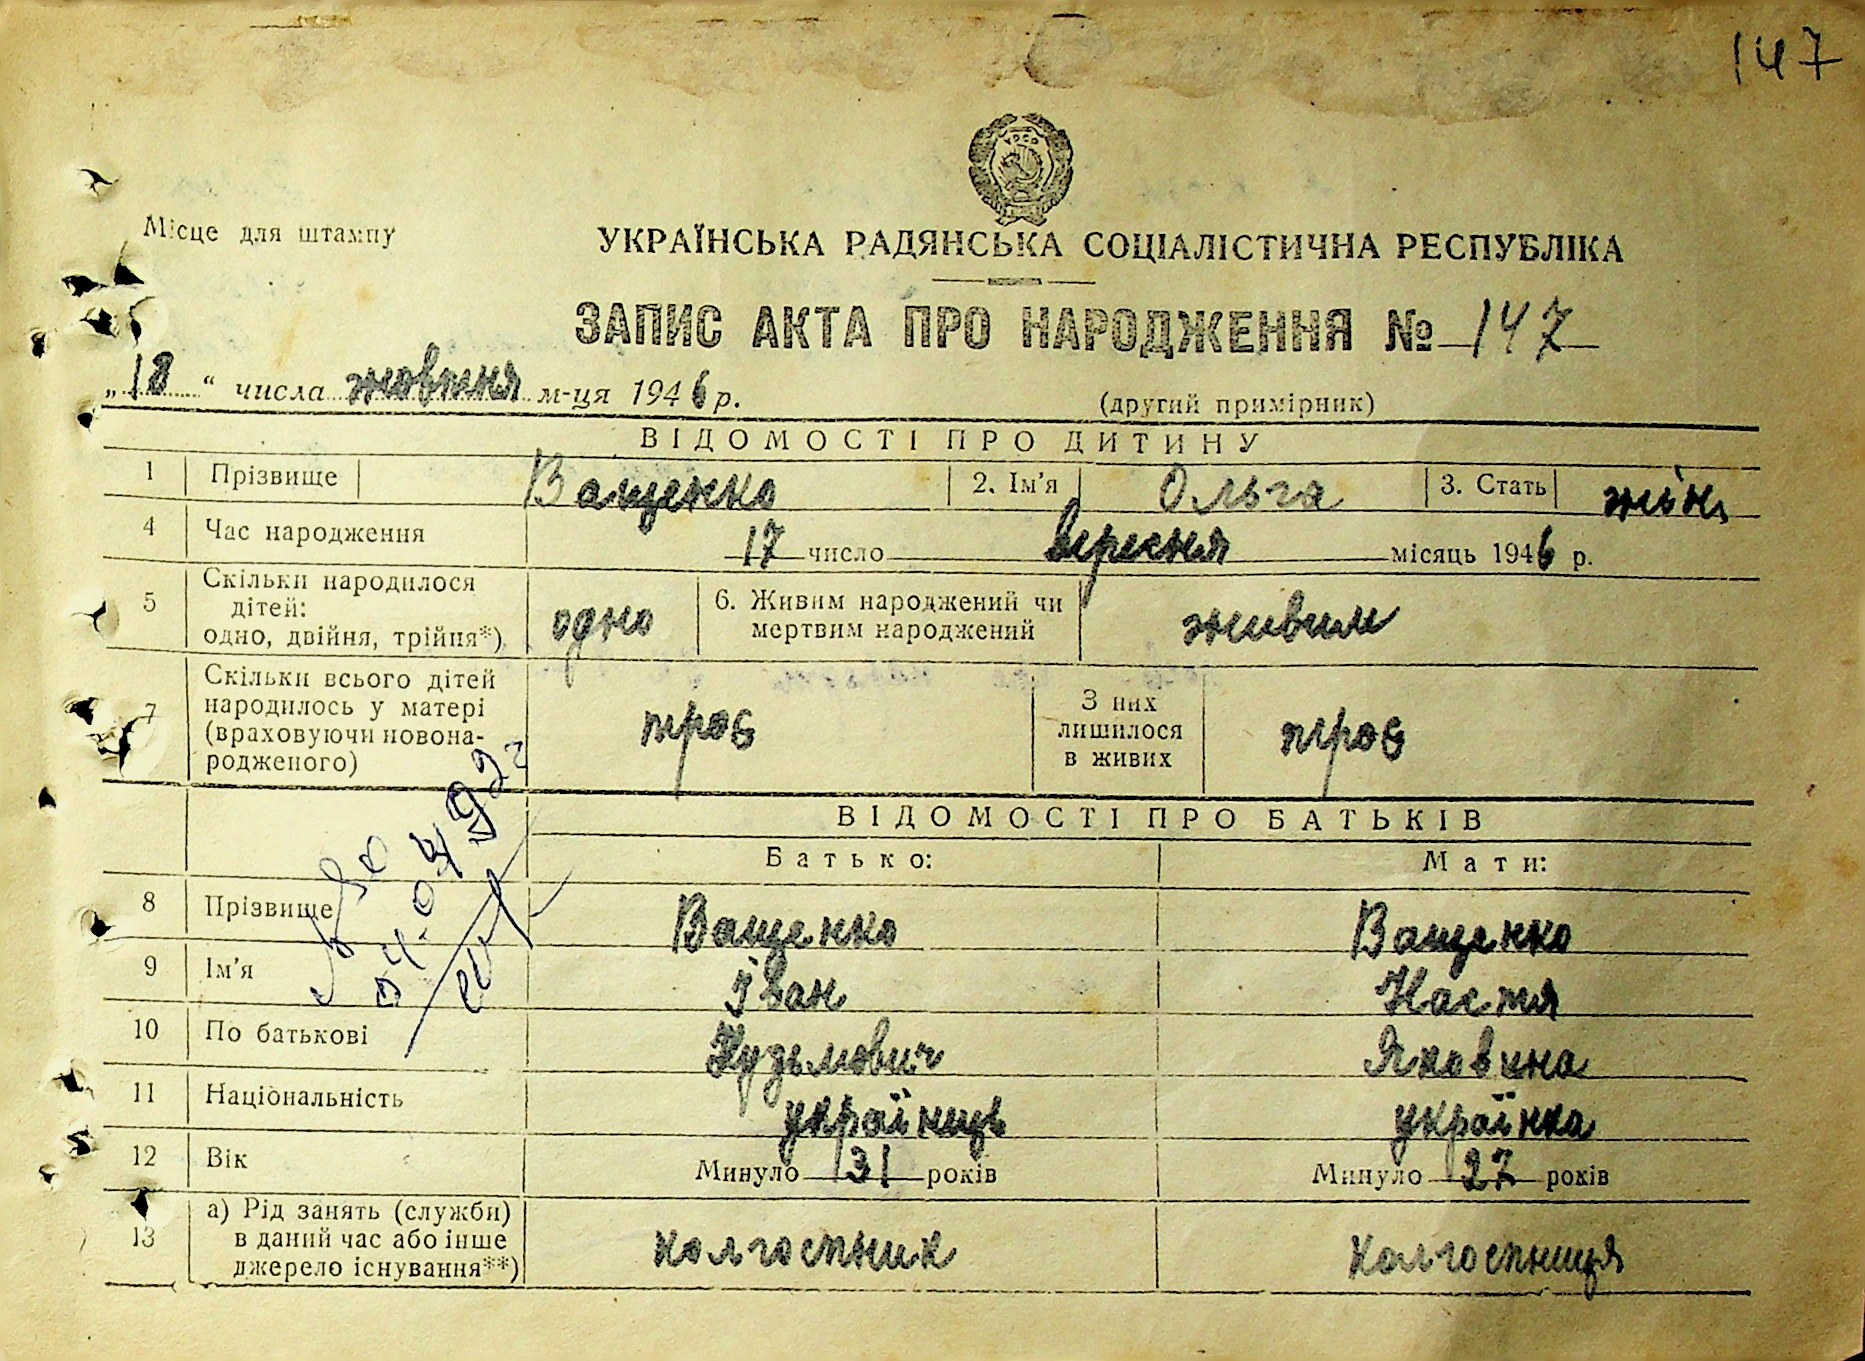 147
УРСР
Місце для штампу
УКРАЇНСЬКА РАДЯНСЬКА СОЦІАЛІСТИЧНА РЕСПУБЛІКА
ЗАПИС АКТА ПРО НАРОДЖЕННЯ № 147
„18“ числа жовтня м-ця 1946 р.
(другий примірник)
ВІДОМОСТІ ПРО ДИТИНУ
1 Прізвище Ващенко 2. Ім'я Ольга 3. Стать жін
4 Час народження 17 число вересня місяць 1946 р.
5 Скільки народилося
дітей:
одно, двійня, трійня*) одно 6. Живим народжений чи
мертвим народжений живим
7 Скільки всього дітей
народилось у матері
(враховуючи новона-
родженого) троє З них
лишилося
в живих троє
ВІДОМОСТІ ПРО БАТЬКІВ
Батько: Мати:
8 Прізвище Ващенко Ващенко
9 Ім'я Іван Настя
10 По батькові Кузьмович Яковина
11 Національність українець українка
12 Вік Минуло 31 років Минуло 27 років
13 а) Рід занять (служби)
в даний час або інше
джерело існування**) колгоспник колгоспниця